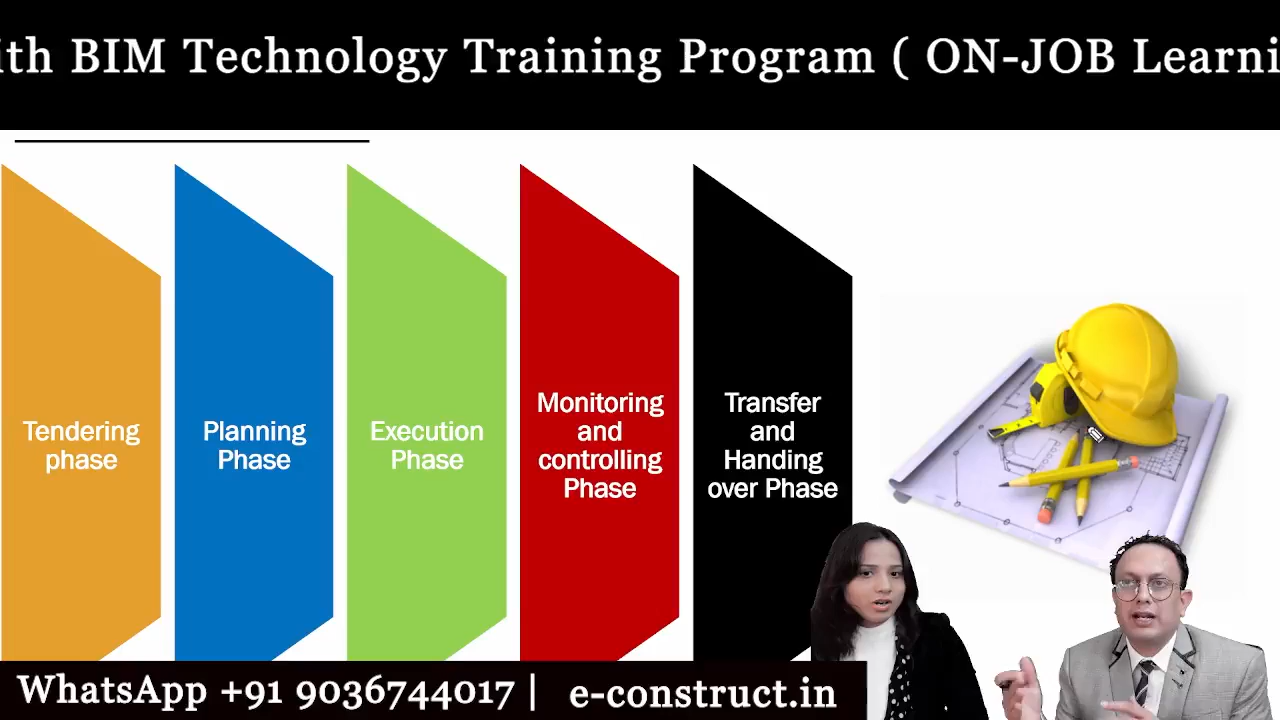 ith BIM Technology Training Program ( ON-JOB Learni
Tendering
phase
Planning
Phase
Execution
Phase
Monitoring
and
controlling
Phase
Transfer
and
Handing
over Phase
WhatsApp +91 9036744017 | e-construct.in